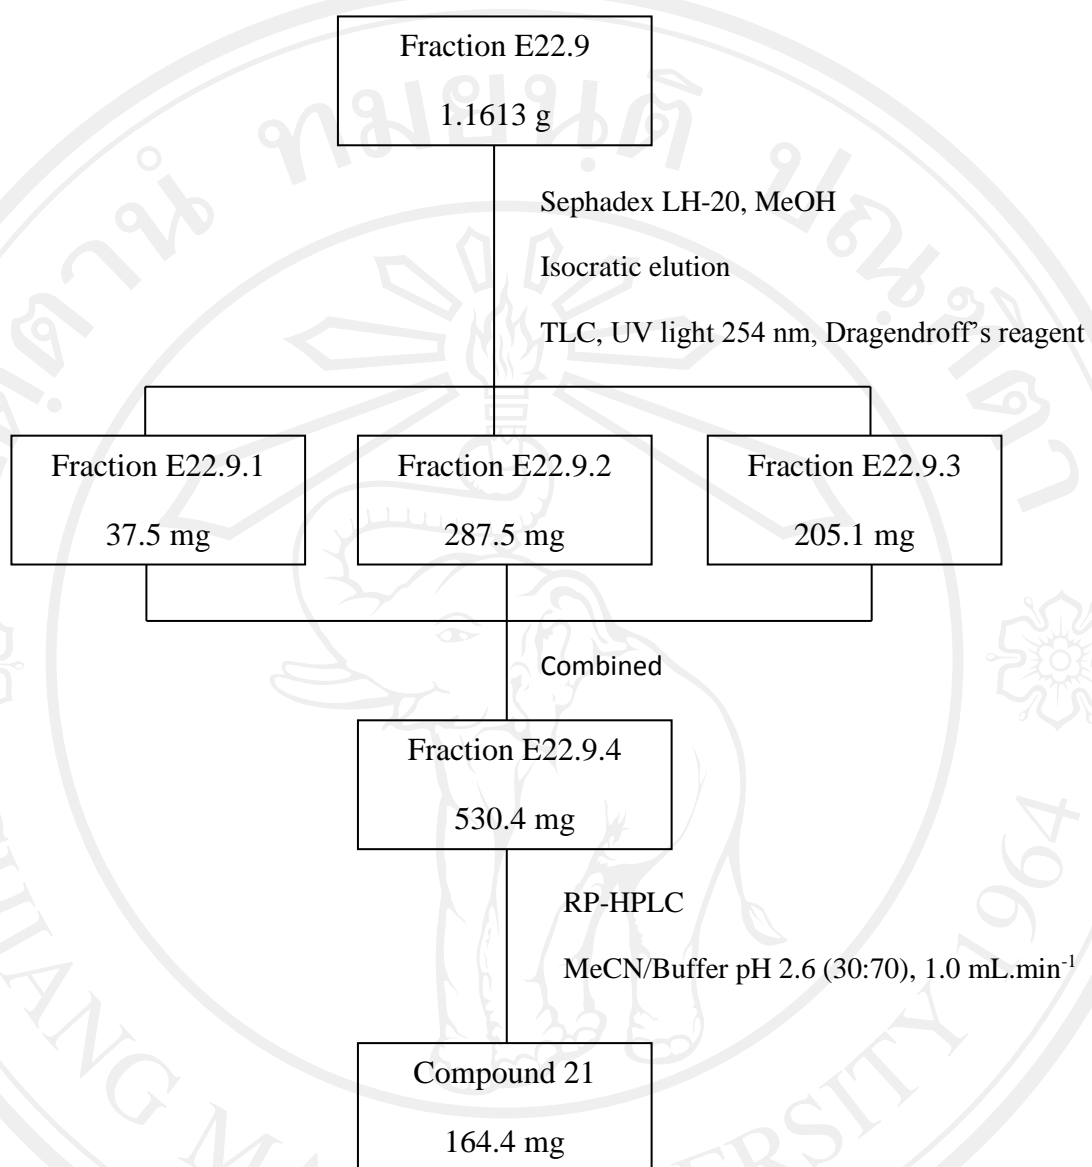 Fraction E22.9
1.1613 g
Sephadex LH-20, MeOH
Isocratic elution
TLC, UV light 254 nm, Dragendroff’s reagent
Fraction E22.9.1
37.5 mg
Fraction E22.9.2
287.5 mg
Fraction E22.9.3
205.1 mg
Combined
Fraction E22.9.4
530.4 mg
RP-HPLC
MeCN/Buffer pH 2.6 (30:70), 1.0 mL.min⁻¹
Compound 21
164.4 mg
1964